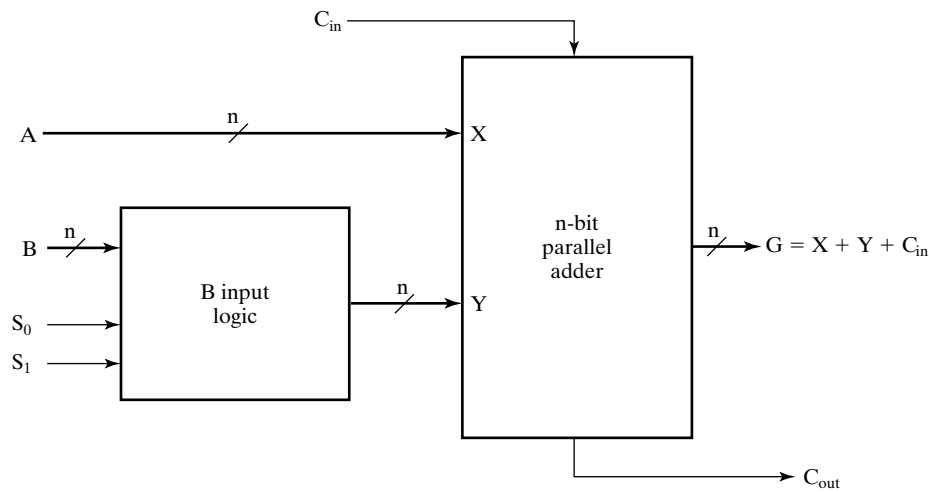 C_in
n
A
X
n
B
n-bit
parallel
adder
n
G = X + Y + C_in
B input
logic
n
Y
S_0
S_1
C_out